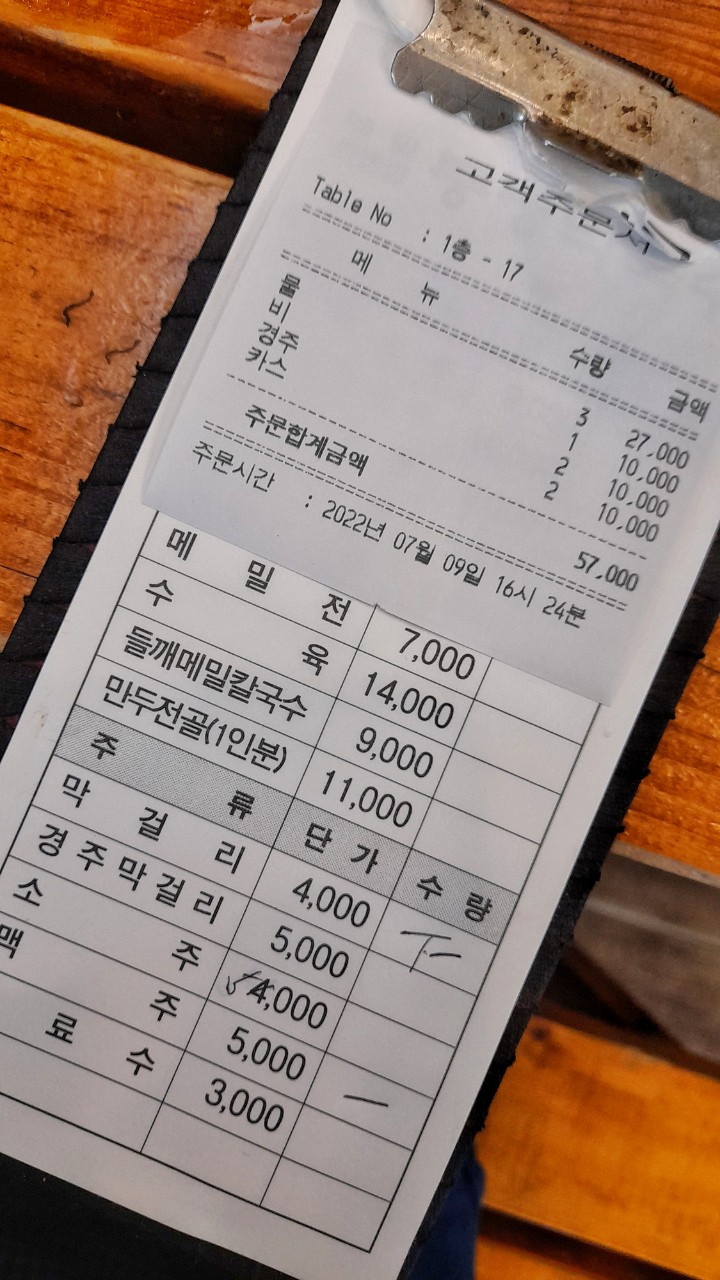 고객주문서
Table No : 1층 - 17
메 뉴 수량 금액
물 3 27,000
비 1 10,000
경주 2 10,000
카스 2 10,000
주문합계금액 57,000
주문시간 : 2022년 07월 09일 16시 24분
메 밀 전 7,000
수 육 14,000
들깨메밀칼국수 9,000
만두전골(1인분) 11,000
주 류 단 가 수 량
막 걸 리 4,000
경주막걸리 5,000
소 주 4,000
맥 주 5,000
료 수 3,000